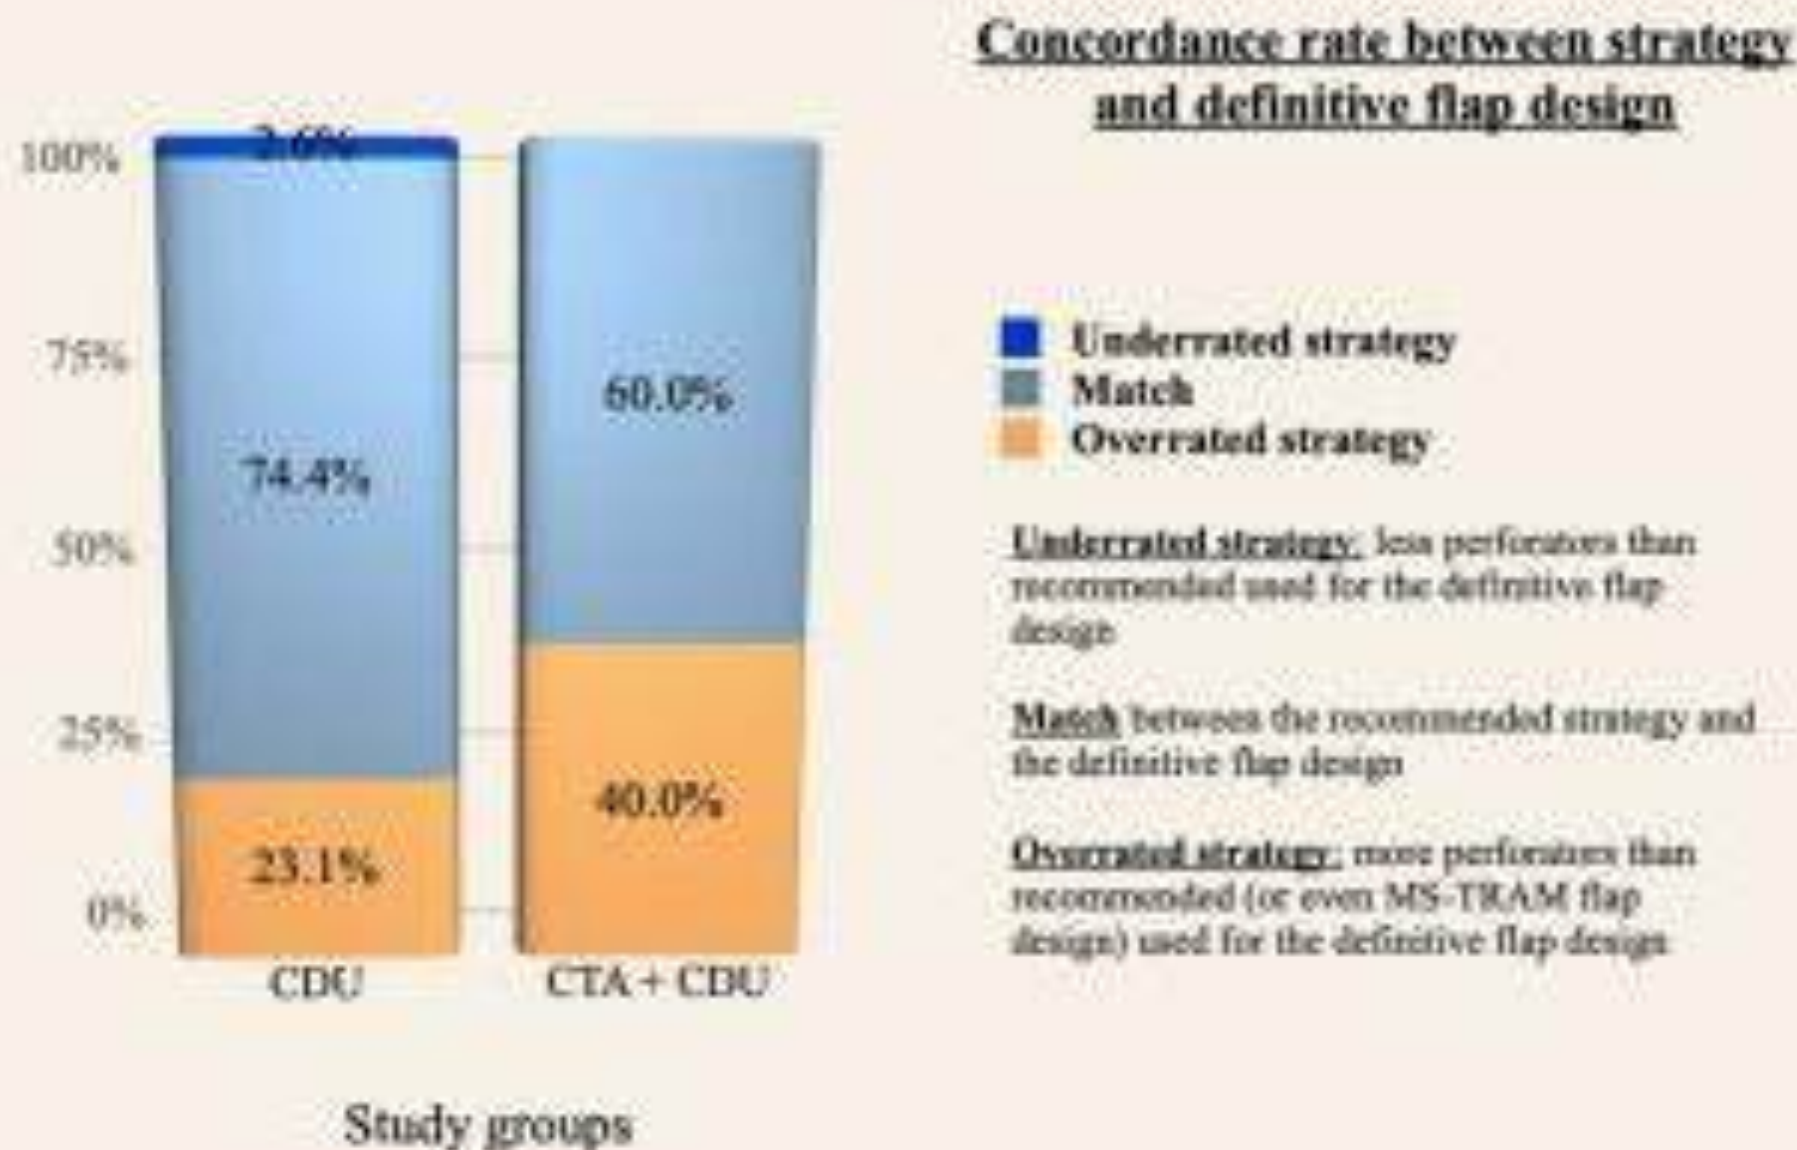 Concordance rate between strategy
and definitive flap design
2.6%
100%
75%
60.0%
74.4%
50%
25%
40.0%
23.1%
0%
CDU CTA + CDU
Study groups
Underrated strategy
Match
Overrated strategy
Underrated strategy: less perforators than
recommended used for the definitive flap
design
Match between the recommended strategy and
the definitive flap design
Overrated strategy: more perforators than
recommended (or even MS-TRAM flap
design) used for the definitive flap design